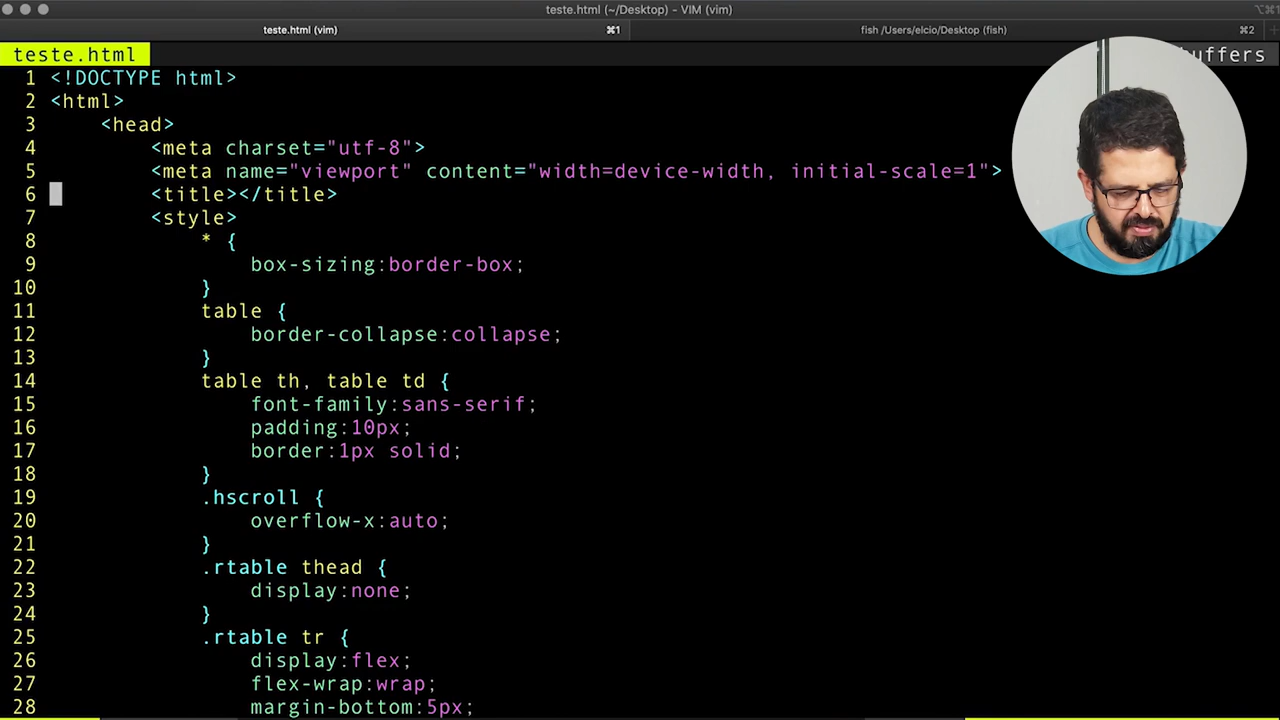 teste.html (~/Desktop) - VIM (vim)
teste.html (vim) ⌘1 fish /Users/elcio/Desktop (fish) ⌘2
teste.html
1 <!DOCTYPE html>
2 <html>
3 <head>
4 <meta charset="utf-8">
5 <meta name="viewport" content="width=device-width, initial-scale=1">
6 <title></title>
7 <style>
8 * {
9 box-sizing:border-box;
10 }
11 table {
12 border-collapse:collapse;
13 }
14 table th, table td {
15 font-family:sans-serif;
16 padding:10px;
17 border:1px solid;
18 }
19 .hscroll {
20 overflow-x:auto;
21 }
22 .rtable thead {
23 display:none;
24 }
25 .rtable tr {
26 display:flex;
27 flex-wrap:wrap;
28 margin-bottom:5px;